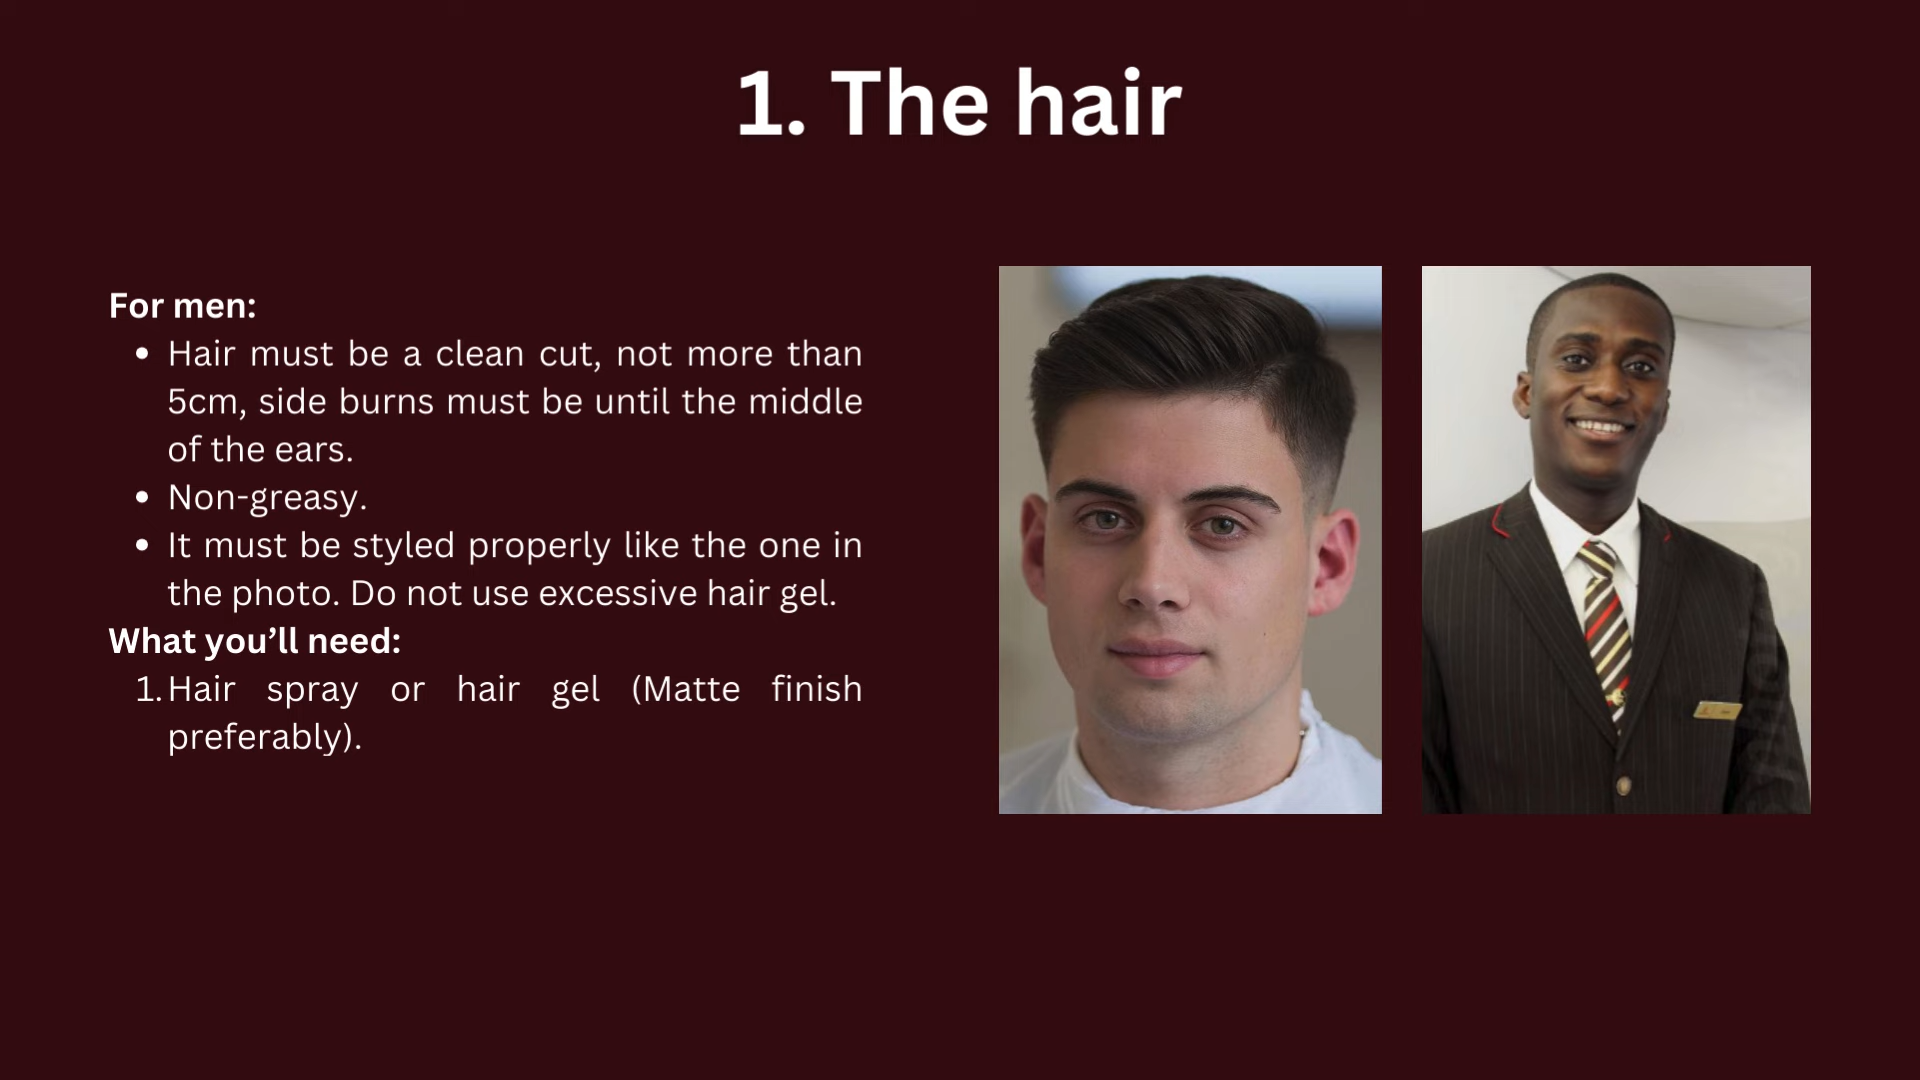 1. The hair
For men:
• Hair must be a clean cut, not more than
5cm, side burns must be until the middle
of the ears.
• Non-greasy.
• It must be styled properly like the one in
the photo. Do not use excessive hair gel.
What you’ll need:
1. Hair spray or hair gel (Matte finish
preferably).